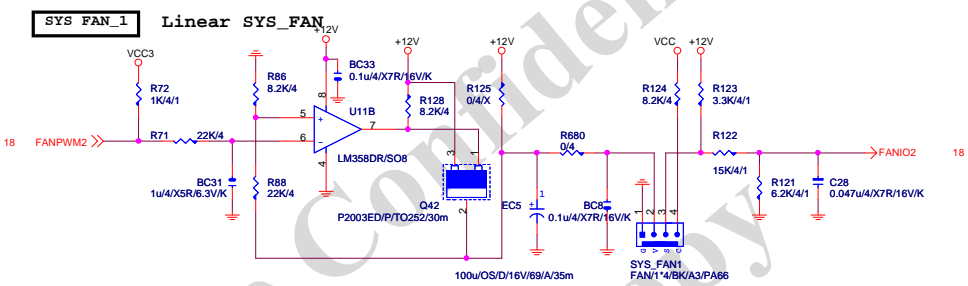 SYS FAN_1
Linear SYS_FAN
+12V
+12V
+12V
VCC
+12V
VCC3
BC33
0.1u/4/X7R/16V/K
R72
1K/4/1
R86
8.2K/4
R128
8.2K/4
R125
0/4/X
R124
8.2K/4
R123
3.3K/4/1
U11B
8
5
+
7
6
-
4
LM358DR/SO8
18
FANPWM2
R71
22K/4
R680
0/4
R122
15K/4/1
FANIO2
18
BC31
1u/4/X5R/6.3V/K
R88
22K/4
3
1
2
Q42
P2003ED/P/TO252/30m
EC5
1
100u/OS/D/16V/69/A/35m
BC8
0.1u/4/X7R/16V/K
R121
6.2K/4/1
C28
0.047u/4/X7R/16V/K
1
2
3
4
G
V
S
C
SYS_FAN1
FAN/1*4/BK/A3/PA66
Confiden
opy